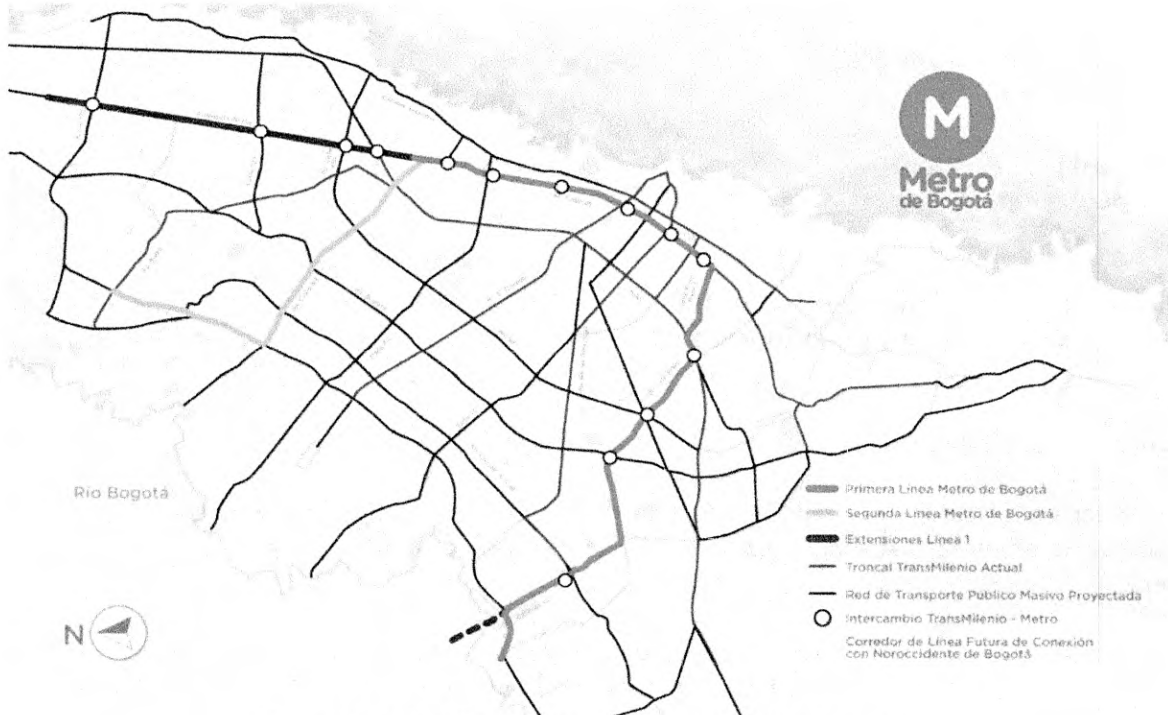 M
Metro
de Bogotá
Río Bogotá
N
Primera Línea Metro de Bogotá
Segunda Línea Metro de Bogotá
Extensiones Línea 1
Troncal TransMilenio Actual
Red de Transporte Público Masivo Proyectada
Intercambio TransMilenio - Metro
Corredor de Línea Futura de Conexión
con Noroccidente de Bogotá